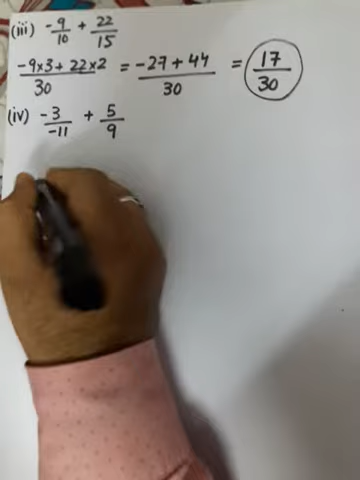 (iii) -9/10 + 22/15
-9×3+22×2/30 = -27+44/30 = 17/30
(iv) -3/-11 + 5/9